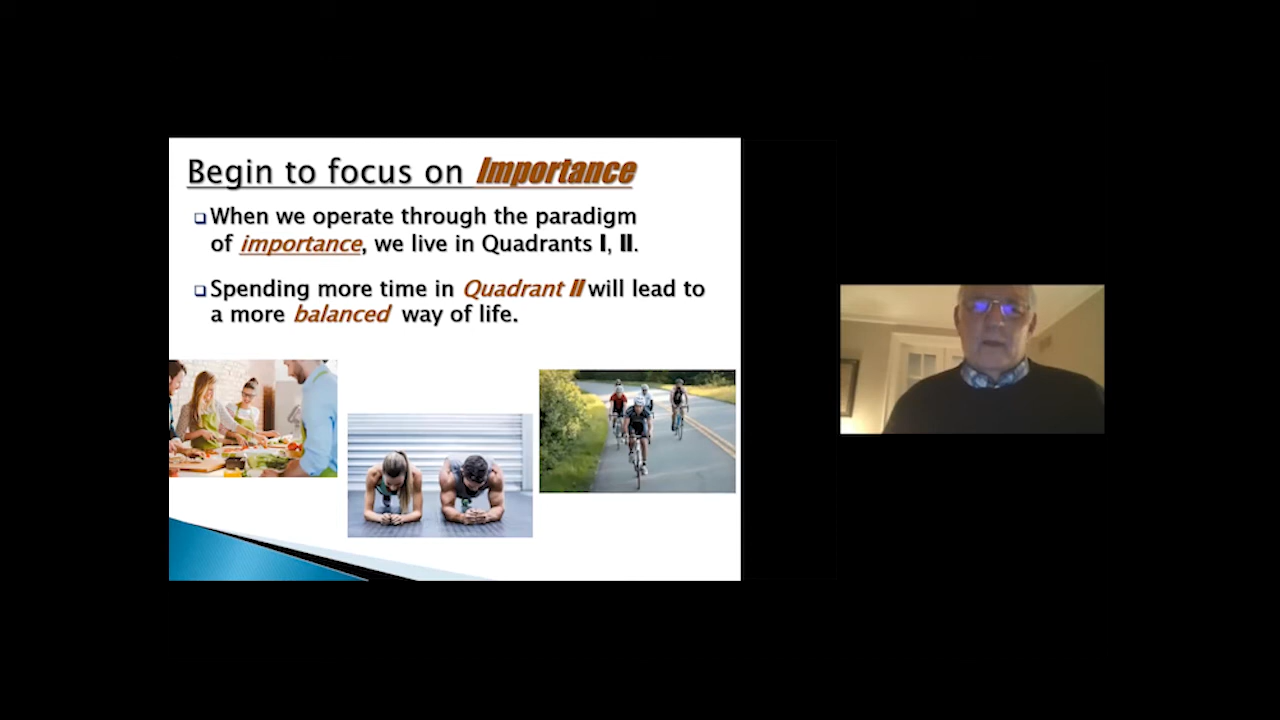 Begin to focus on Importance
❑When we operate through the paradigm
of importance, we live in Quadrants I, II.
❑Spending more time in Quadrant II will lead to
a more balanced way of life.